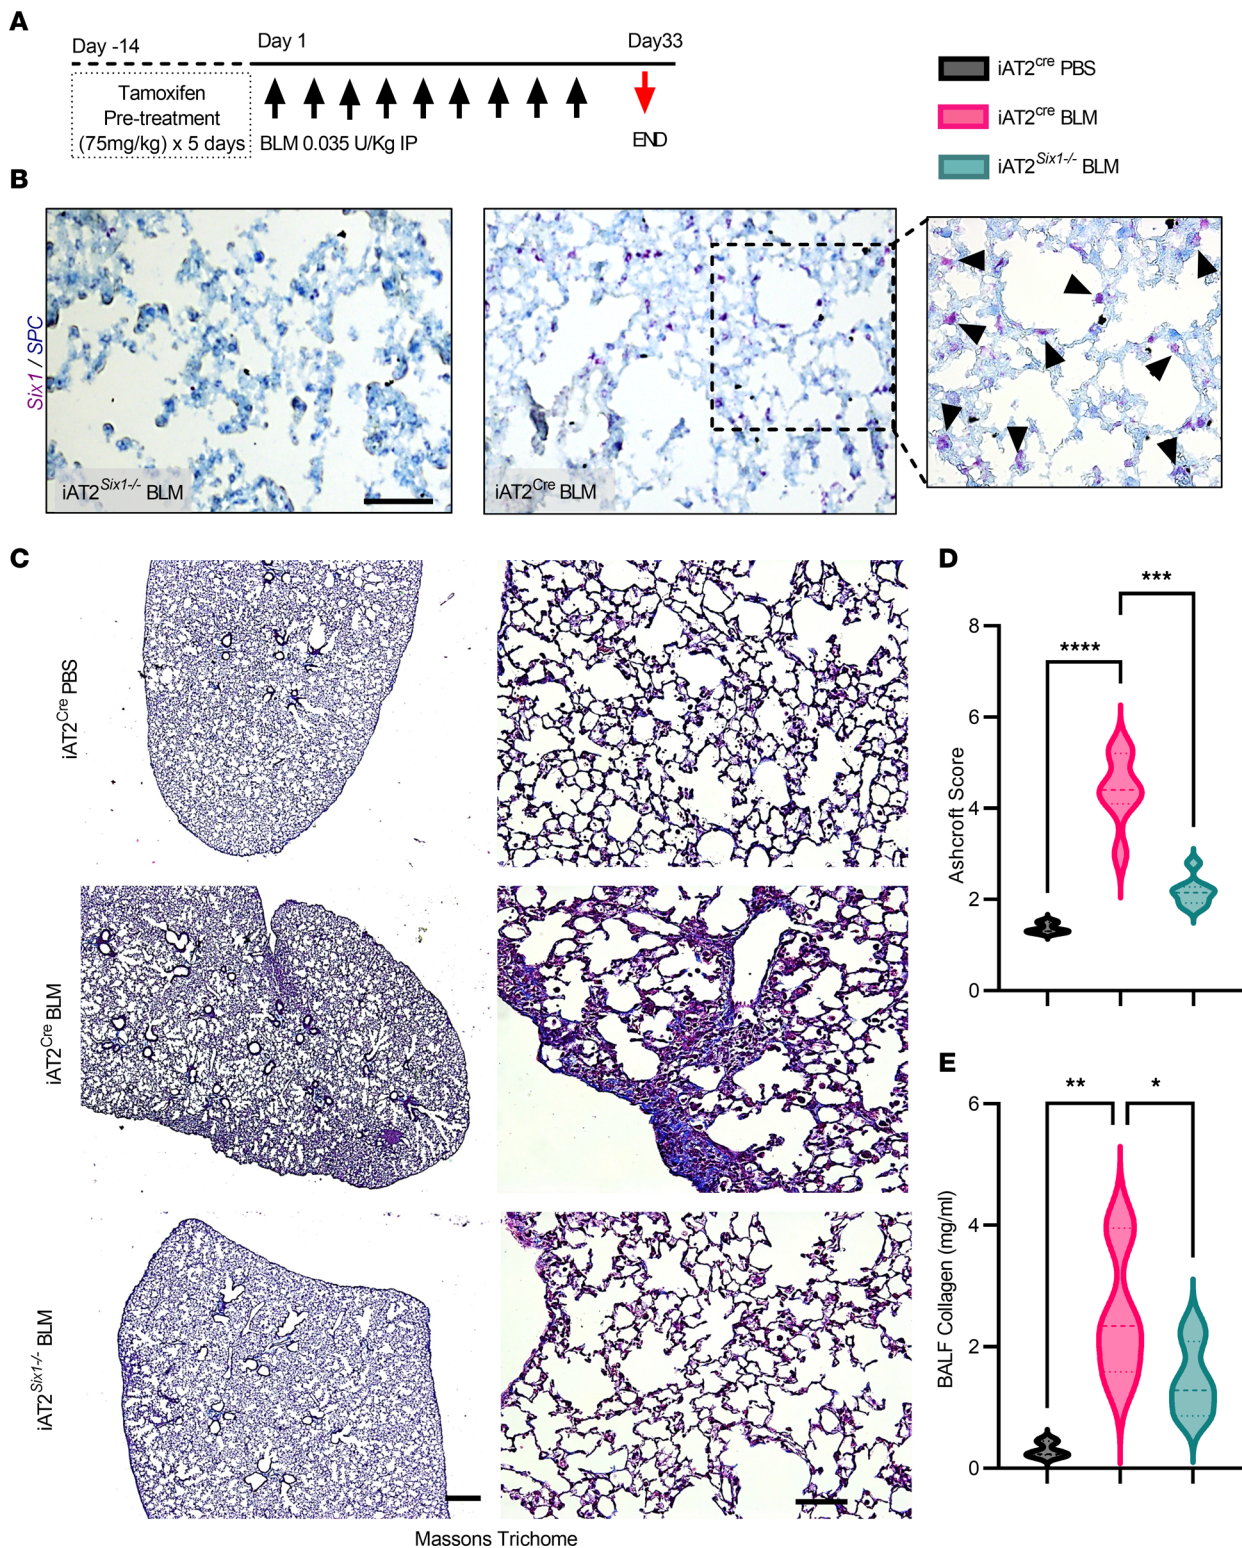 A
Day -14
Day 1
Day33
Tamoxifen
Pre-treatment
(75mg/kg) x 5 days
BLM 0.035 U/Kg IP
END
iAT2cre PBS
iAT2cre BLM
iAT2Six1-/- BLM
B
Six1 / SPC
iAT2Six1-/- BLM
iAT2Cre BLM
C
iAT2Cre PBS
iAT2Cre BLM
iAT2Six1-/- BLM
Massons Trichome
D
***
****
8
6
4
2
0
Ashcroft Score
E
**
*
6
4
2
0
BALF Collagen (mg/ml)